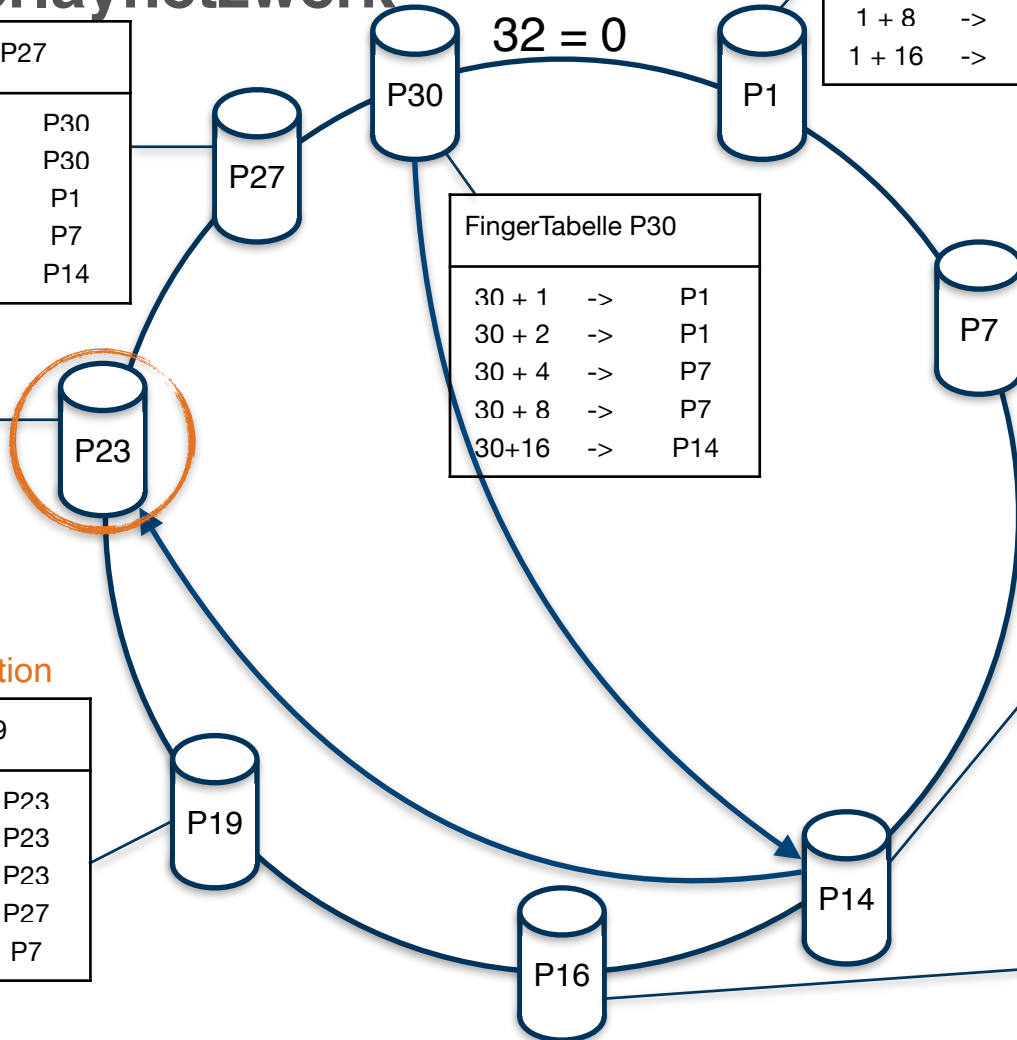 32 = 0
1 + 8 ->
1 + 16 ->
P27
P30
P30
P1
P7
P14
P30
P1
P27
FingerTabelle P30
30 + 1 -> P1
30 + 2 -> P1
30 + 4 -> P7
30 + 8 -> P7
30+16 -> P14
P7
P23
tion
9
P23
P23
P23
P27
P7
P19
P14
P16